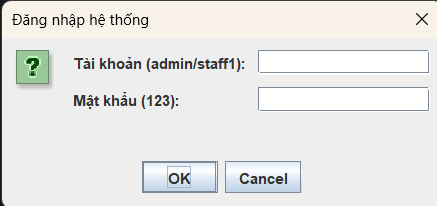 Đăng nhập hệ thống
?
Tài khoản (admin/staff1):
Mật khẩu (123):
OK
Cancel